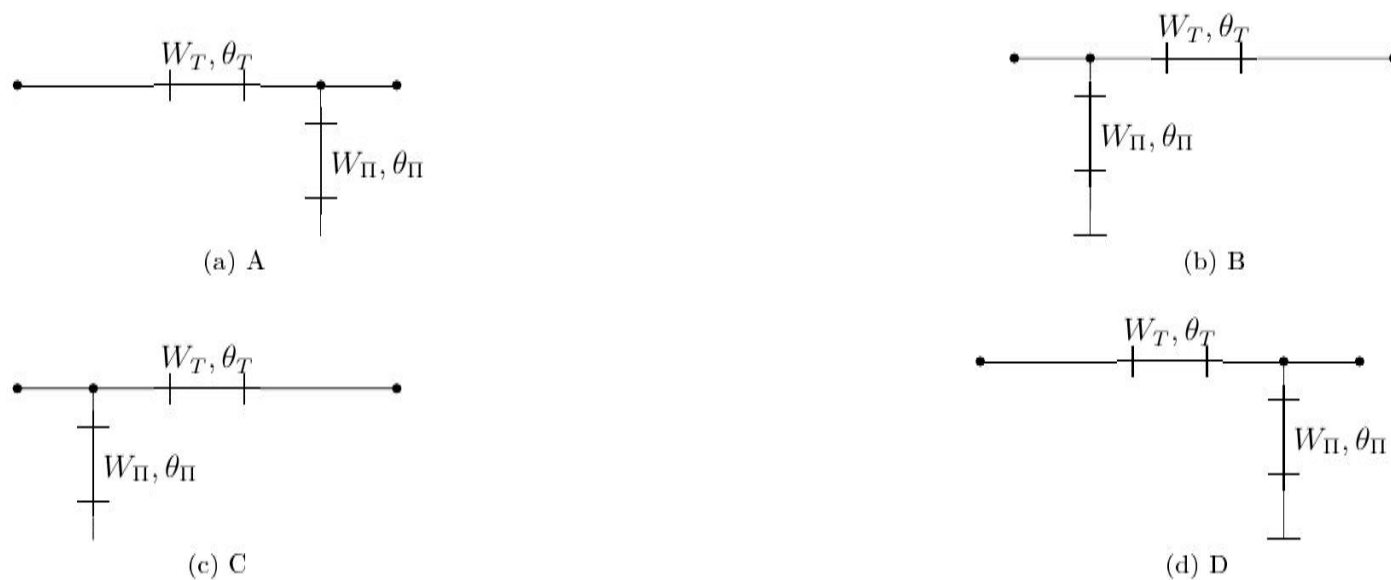 W_T, θ_T
W_Π, θ_Π
(a) A
W_T, θ_T
W_Π, θ_Π
(b) B
W_T, θ_T
W_Π, θ_Π
(c) C
W_T, θ_T
W_Π, θ_Π
(d) D